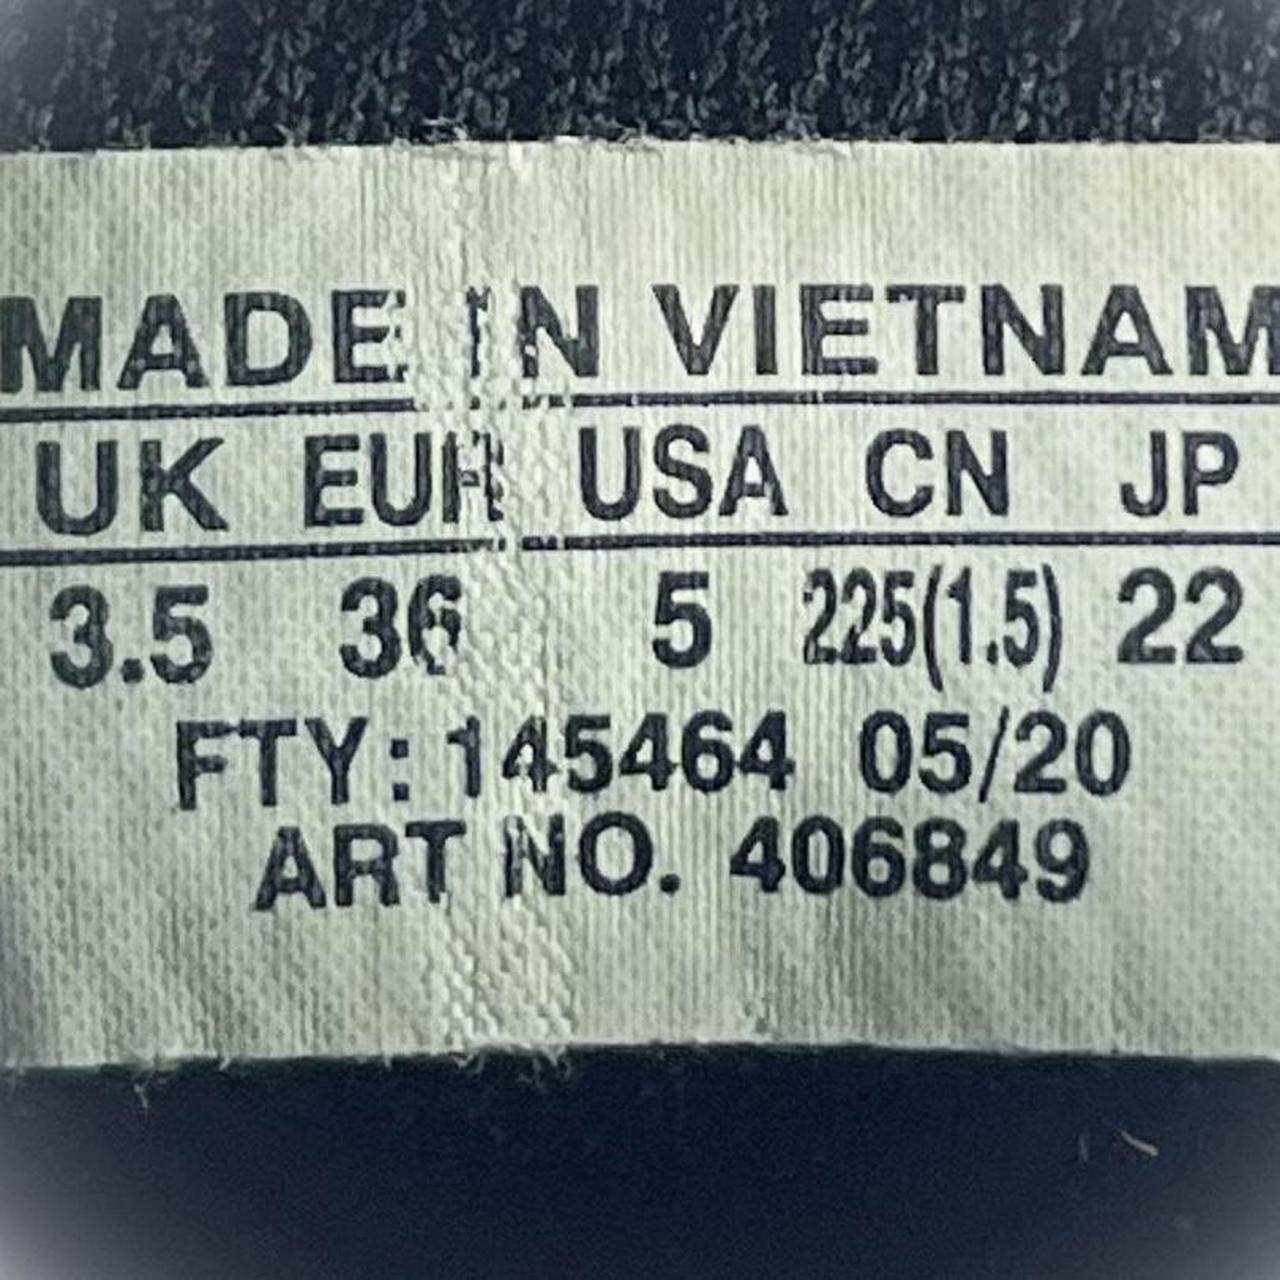 MADE IN VIETNAM
UK EUR USA CN JP
3.5 36 5 225(1.5) 22
FTY: 145464 05/20
ART NO. 406849